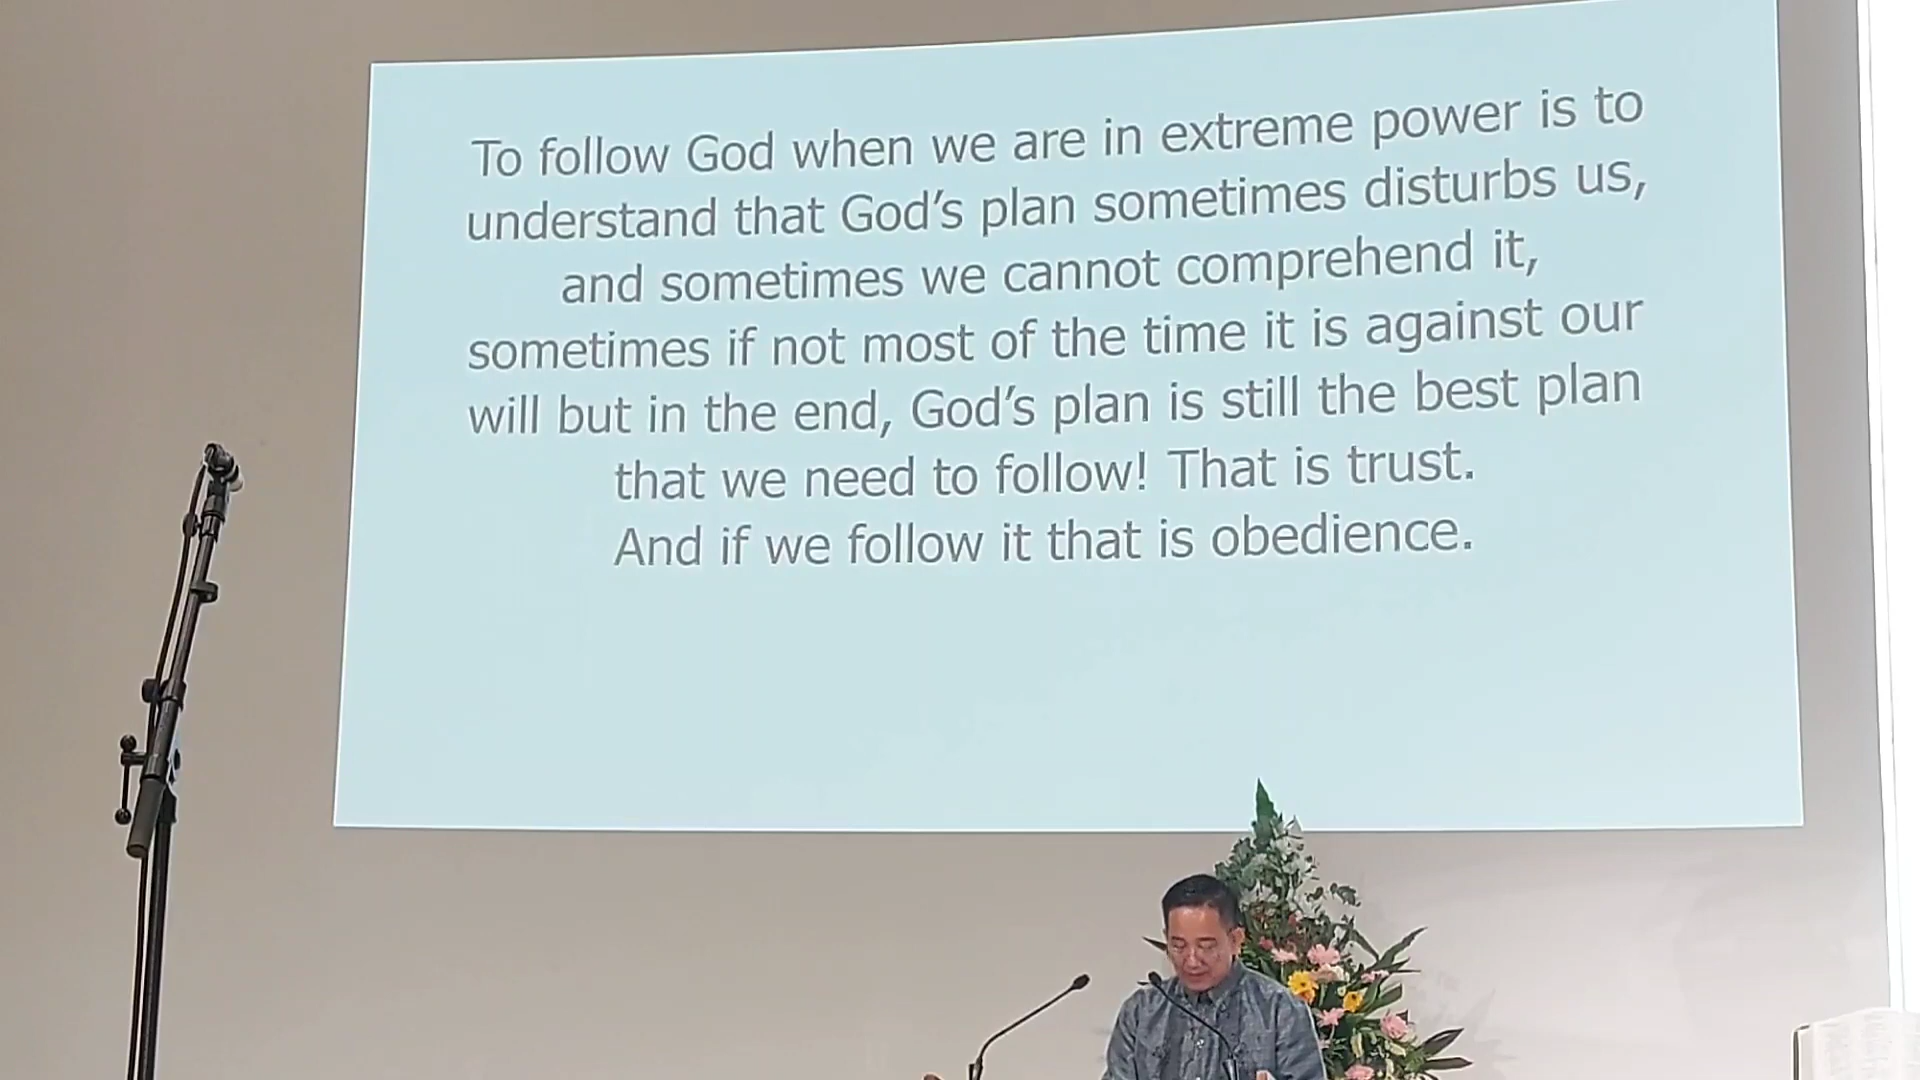 To follow God when we are in extreme power is to
understand that God's plan sometimes disturbs us,
and sometimes we cannot comprehend it,
sometimes if not most of the time it is against our
will but in the end, God's plan is still the best plan
that we need to follow! That is trust.
And if we follow it that is obedience.